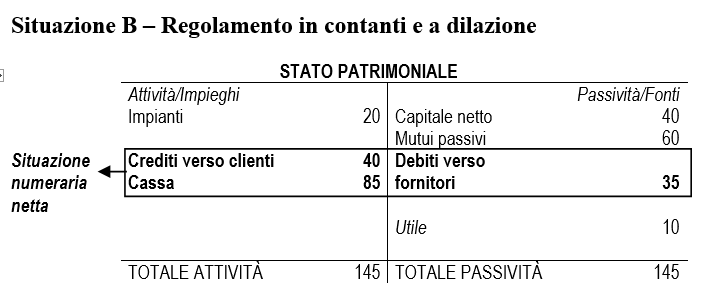 Situazione B – Regolamento in contanti e a dilazione
STATO PATRIMONIALE
Attività/Impieghi Passività/Fonti
Impianti 20 Capitale netto 40
Mutui passivi 60
Situazione Crediti verso clienti 40 Debiti verso
numeraria Cassa 85 fornitori 35
netta
Utile 10
TOTALE ATTIVITÀ 145 TOTALE PASSIVITÀ 145